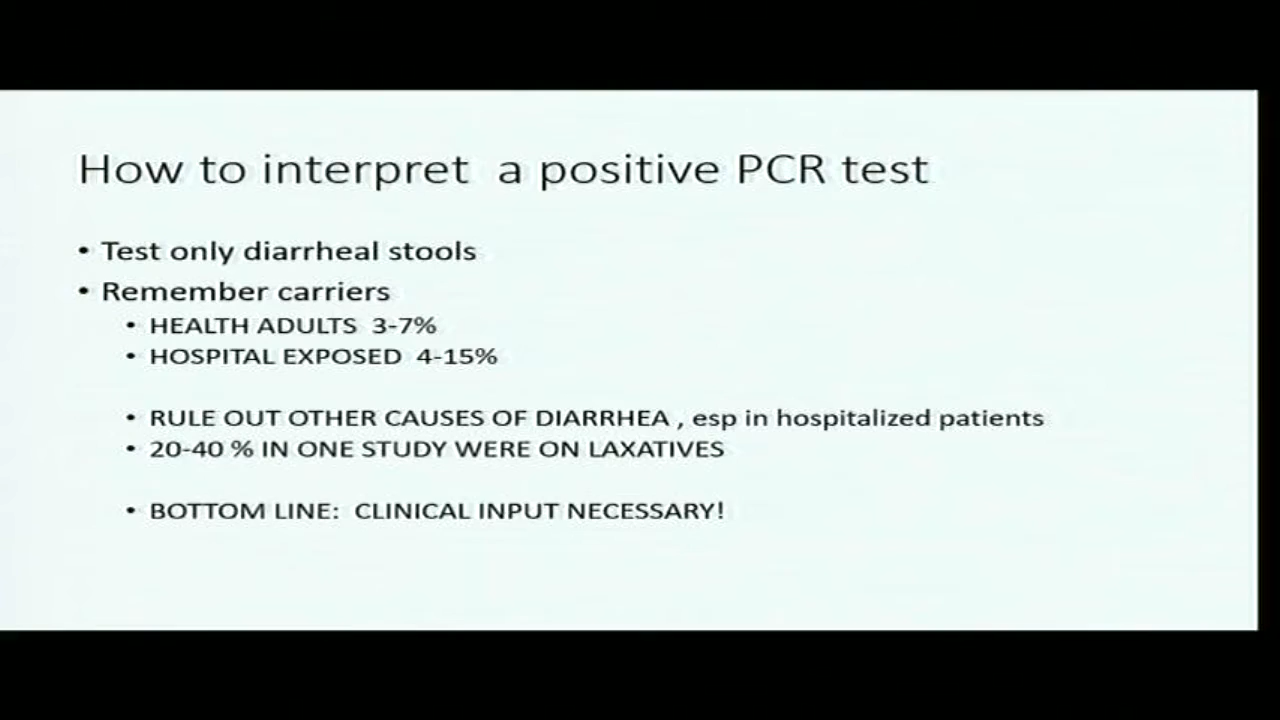 How to interpret a positive PCR test
• Test only diarrheal stools
• Remember carriers
• HEALTH ADULTS 3-7%
• HOSPITAL EXPOSED 4-15%
• RULE OUT OTHER CAUSES OF DIARRHEA , esp in hospitalized patients
• 20-40 % IN ONE STUDY WERE ON LAXATIVES
• BOTTOM LINE: CLINICAL INPUT NECESSARY!